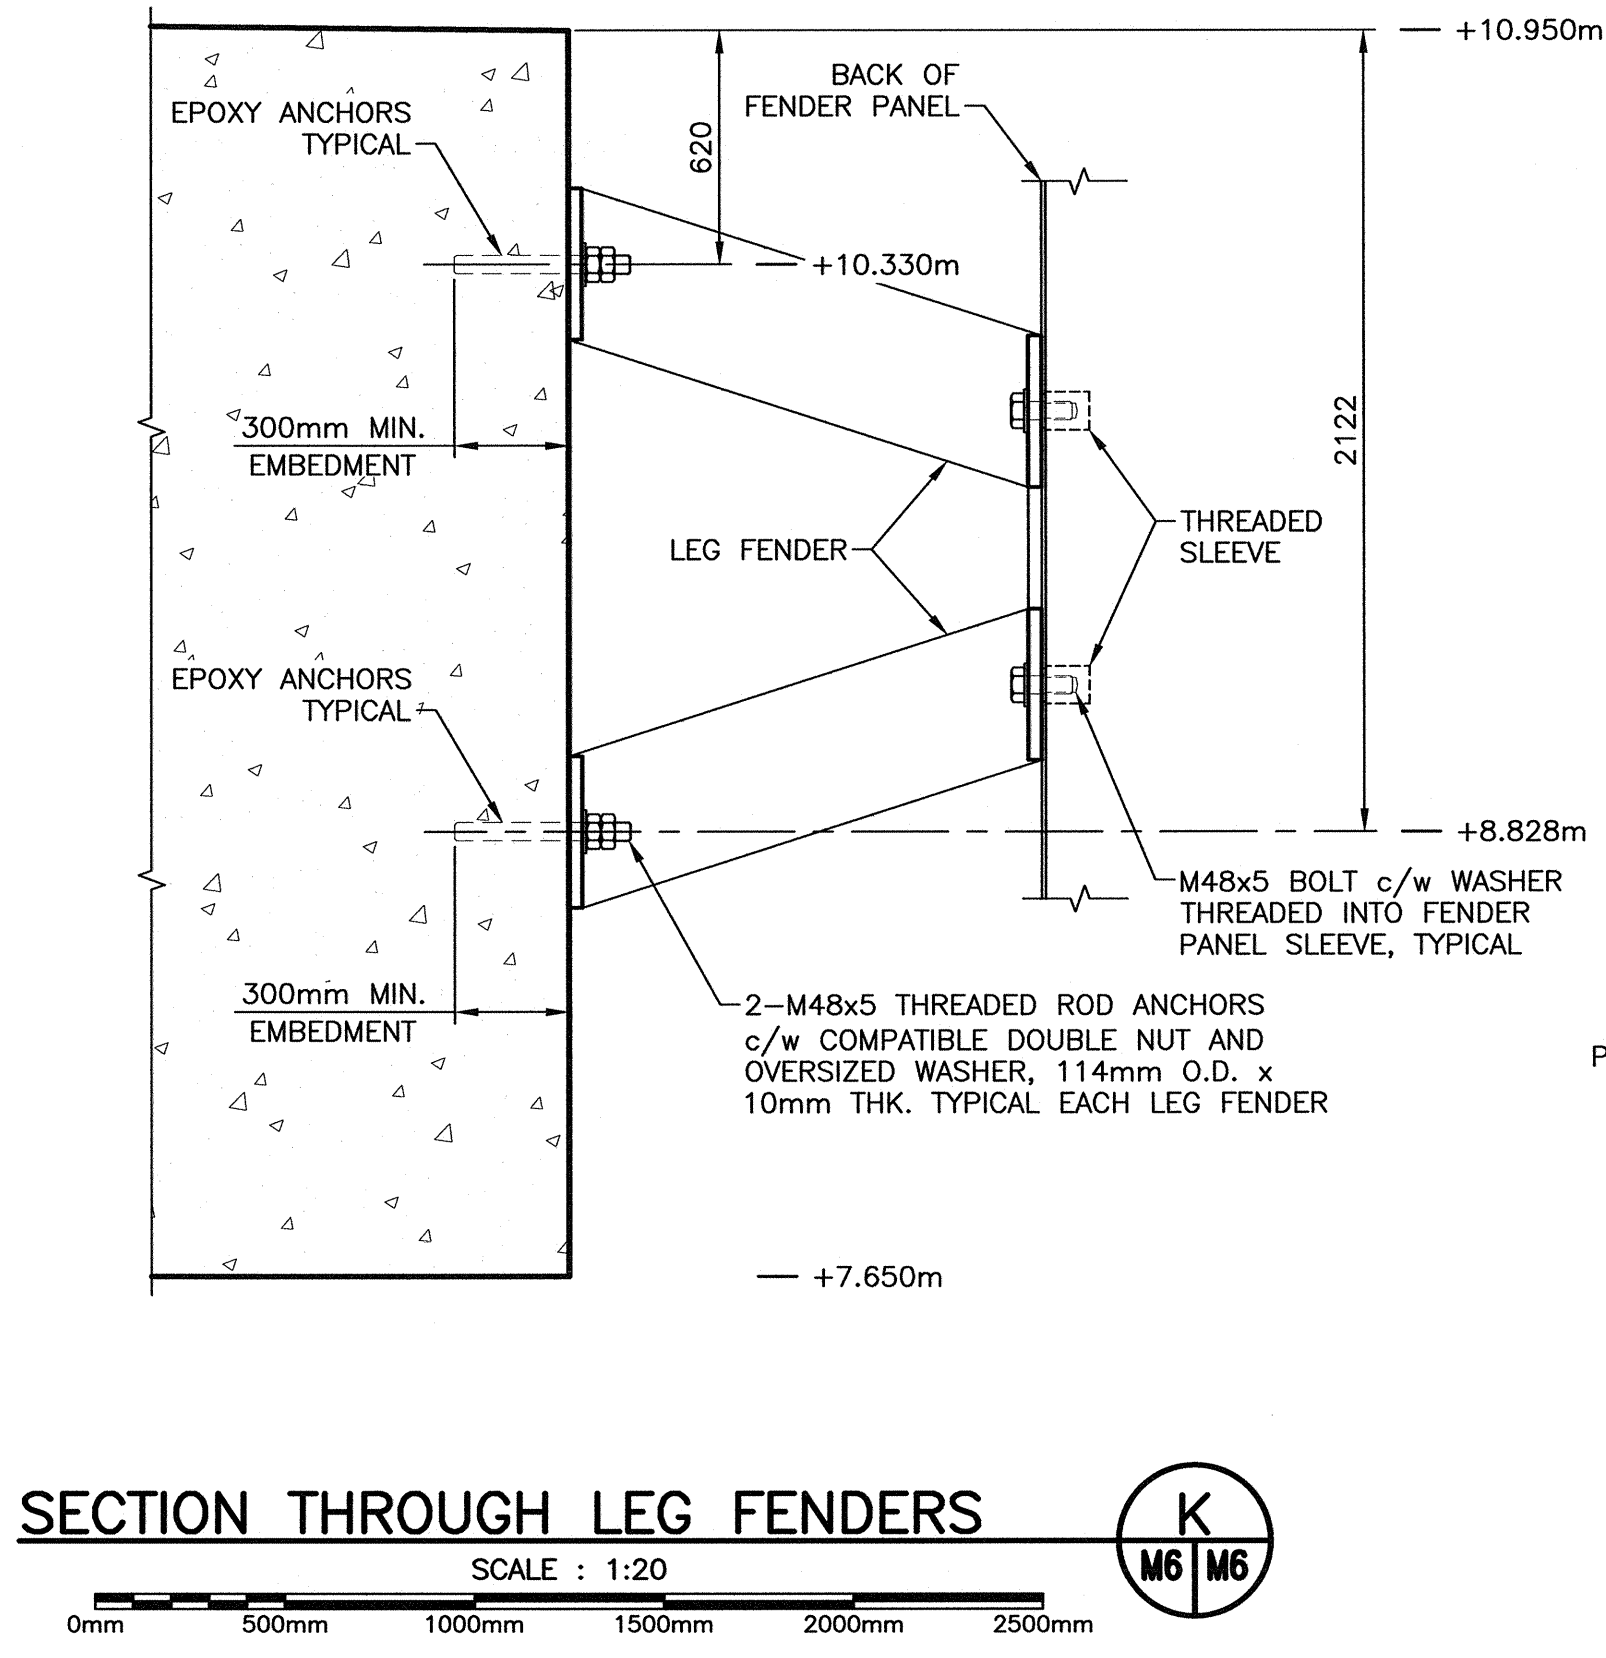 +10.950m
BACK OF
FENDER PANEL
EPOXY ANCHORS
TYPICAL
620
+10.330m
300mm MIN.
EMBEDMENT
2122
THREADED
SLEEVE
LEG FENDER
EPOXY ANCHORS
TYPICAL
+8.828m
M48x5 BOLT c/w WASHER
THREADED INTO FENDER
PANEL SLEEVE, TYPICAL
300mm MIN.
EMBEDMENT
2-M48x5 THREADED ROD ANCHORS
c/w COMPATIBLE DOUBLE NUT AND
OVERSIZED WASHER, 114mm O.D. x
10mm THK. TYPICAL EACH LEG FENDER
P
+7.650m
SECTION THROUGH LEG FENDERS
K
M6 M6
SCALE : 1:20
0mm 500mm 1000mm 1500mm 2000mm 2500mm